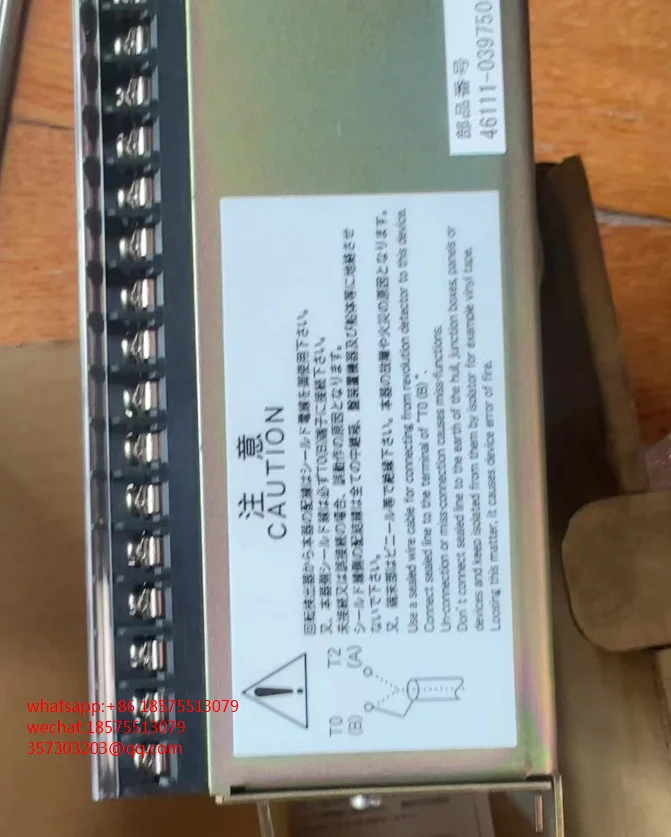 部品番号
46111-039750
注 意
CAUTION
回転検出器から本器の配線はシールド電線を御使用下さい。
又、本器側シールド線は必ずT0(B)端子に接続下さい。
未接続又は誤接続の場合、誤動作の原因となります。
シールド線側の配結線は全ての中継箱、盤装置機器及び船体等に地絡させ
ないで下さい。
又、端末部はビニール等で絶縁下さい。本器の故障や火災の原因となります。
Use a sealed wire cable for connecting from revolution detector to this device.
Connect sealed line to the terminal of "T0 (B)".
Un-connection or miss-connection causes miss-functions.
Don't connect sealed line to the earth of the hull, junction boxes, panels or
devices and keep isolated from them by isolator for example vinyl tape.
Loosing this matter, it causes device error of fire.
T0 T2
(B) (A)
whatsapp:+86 18575513079
wechat:18575513079
357303203@qq.com